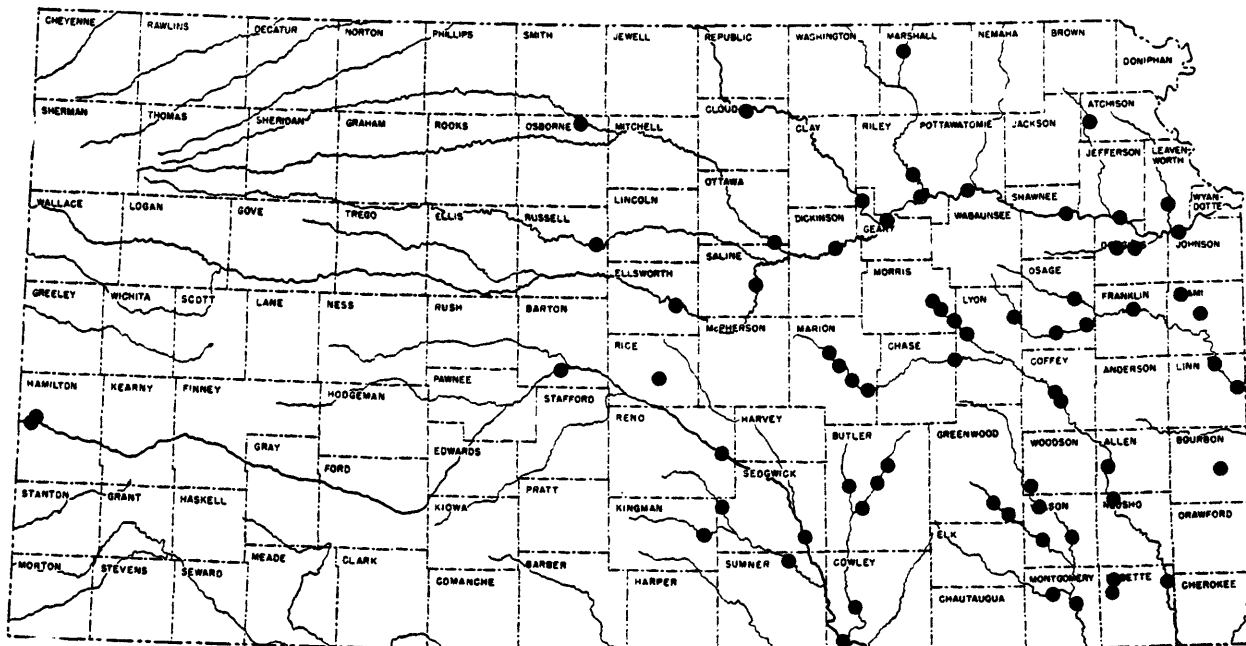 CHEYENNE
RAWLINS
DECATUR
NORTON
PHILLIPS
SMITH
JEWELL
REPUBLIC
WASHINGTON
MARSHALL
NEMAHA
BROWN
DONIPHAN
SHERMAN
THOMAS
SHERIDAN
GRAHAM
ROOKS
OSBORNE
MITCHELL
CLOUD
CLAY
RILEY
POTTAWATOMIE
JACKSON
ATCHISON
JEFFERSON
LEAVEN-
WORTH
WYAN-
DOTTE
WALLACE
LOGAN
GOVE
TREGO
ELLIS
RUSSELL
LINCOLN
OTTAWA
DICKINSON
GEARY
WABAUNSEE
SHAWNEE
JOHNSON
GREELEY
WICHITA
SCOTT
LANE
NESS
RUSH
BARTON
ELLSWORTH
SALINE
MORRIS
LYON
OSAGE
FRANKLIN
HAMILTON
KEARNY
FINNEY
HODGEMAN
PAWNEE
STAFFORD
RICE
McPHERSON
MARION
CHASE
COFFEY
ANDERSON
LINN
GRAY
FORD
EDWARDS
RENO
HARVEY
BUTLER
GREENWOOD
WOODSON
ALLEN
BOURBON
STANTON
GRANT
HASKELL
KIOWA
PRATT
KINGMAN
SEDGWICK
ELK
CRAWFORD
MORTON
STEVENS
SEWARD
MEADE
CLARK
COMANCHE
BARBER
HARPER
SUMNER
COWLEY
CHAUTAUQUA
MONTGOMERY
CHEROKEE